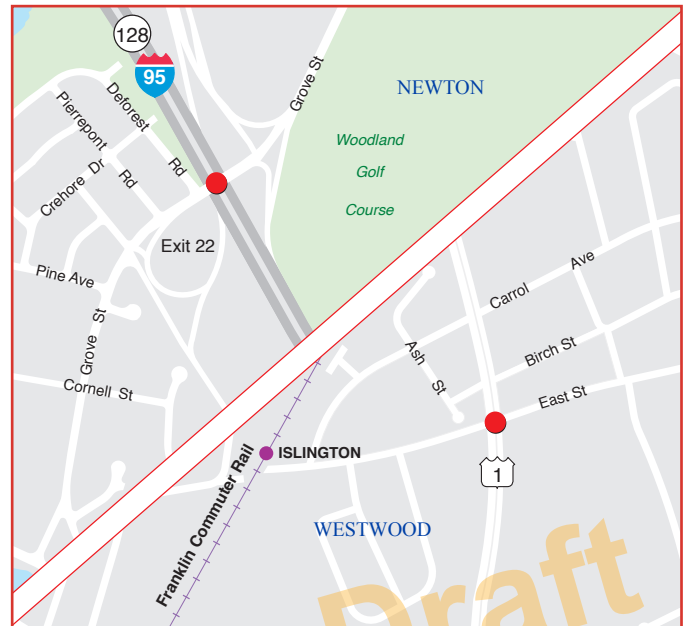 128
95
Grove St
NEWTON
Deforest
Rd
Pierrepont
Rd
Crehore Dr
Woodland
Golf
Course
Exit 22
Pine Ave
Grove St
Cornell St
Carrol Ave
Ash St
Birch St
East St
ISLINGTON
1
Franklin Commuter Rail
WESTWOOD
Draft